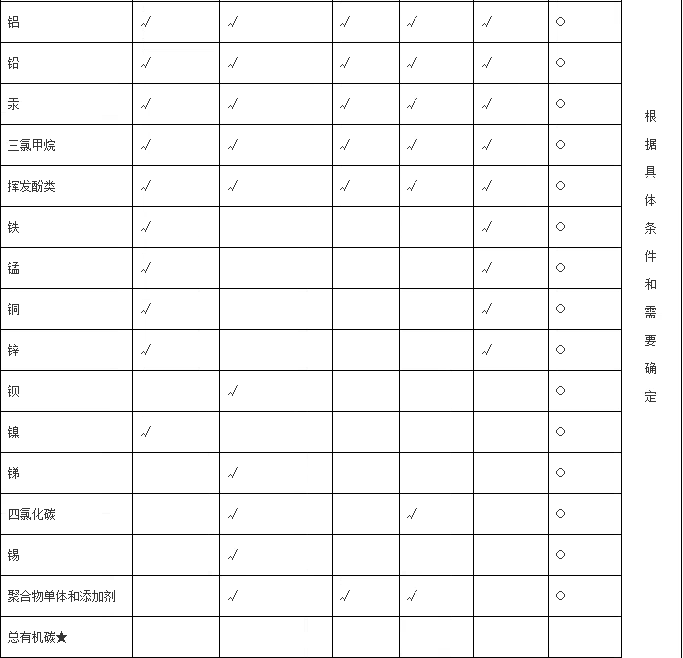 铝 √ √ √ √ √ ○
铅 √ √ √ √ √ ○
汞 √ √ √ √ √ ○
三氯甲烷 √ √ √ √ √ ○
挥发酚类 √ √ √ √ √ ○
铁 √ √ ○
锰 √ √ ○
铜 √ √ ○
锌 √ √ ○
钡 √ ○
镍 √ ○
锑 √ ○
四氯化碳 √ √ ○
锡 √ ○
聚合物单体和添加剂 √ √ √ ○
总有机碳★
根据具体条件和需要确定